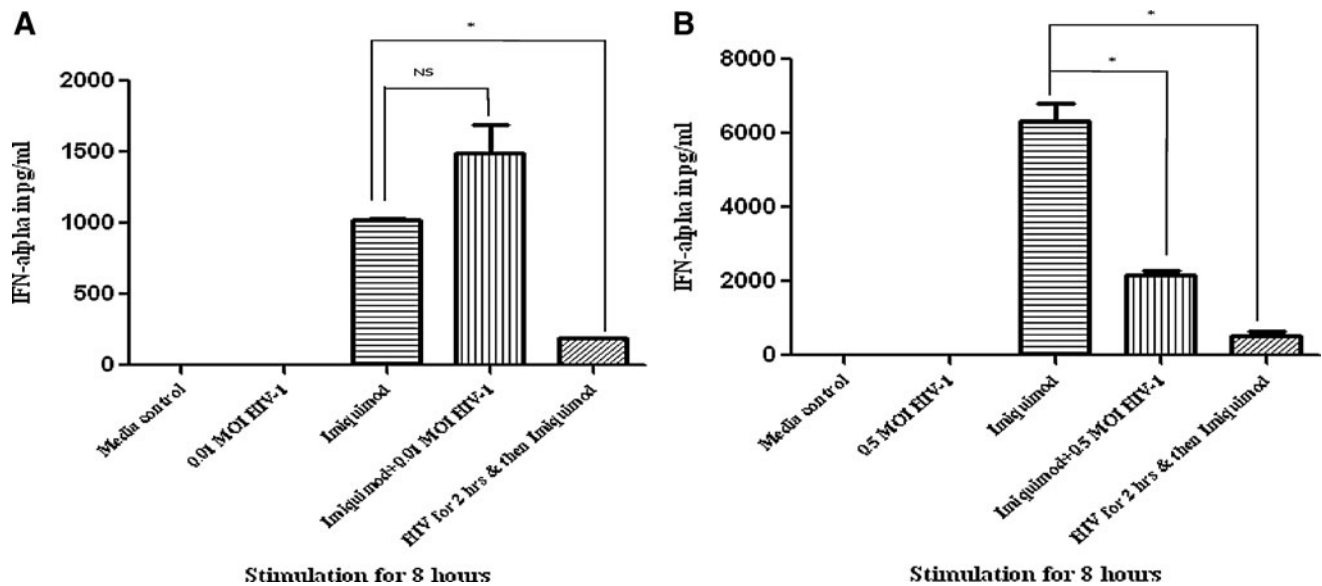 A
*
NS
2000
1500
1000
500
0
IFN-alpha in pg/ml
Media control
0.01 MOI HIV-1
Imiquimod
Imiquimod+0.01 MOI HIV-1
HIV for 2 hrs & then Imiquimod
Stimulation for 8 hours
B
*
*
8000
6000
4000
2000
0
IFN-alpha in pg/ml
Media control
0.5 MOI HIV-1
Imiquimod
Imiquimod+0.5 MOI HIV-1
HIV for 2 hrs & then Imiquimod
Stimulation for 8 hours